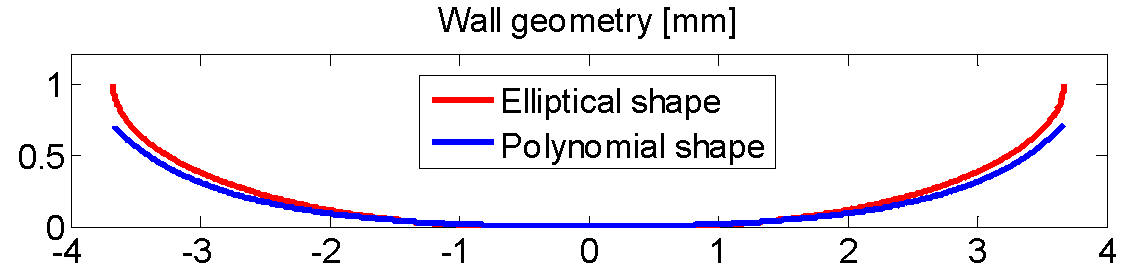 Wall geometry [mm]
1
Elliptical shape
Polynomial shape
0.5
0
-4 -3 -2 -1 0 1 2 3 4